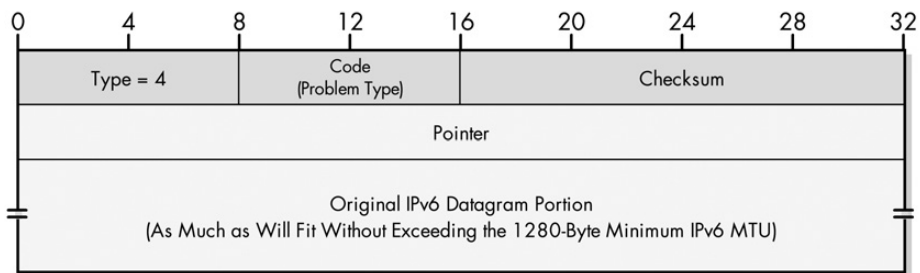 0 4 8 12 16 20 24 28 32
Type = 4
Code
(Problem Type)
Checksum
Pointer
Original IPv6 Datagram Portion
(As Much as Will Fit Without Exceeding the 1280-Byte Minimum IPv6 MTU)